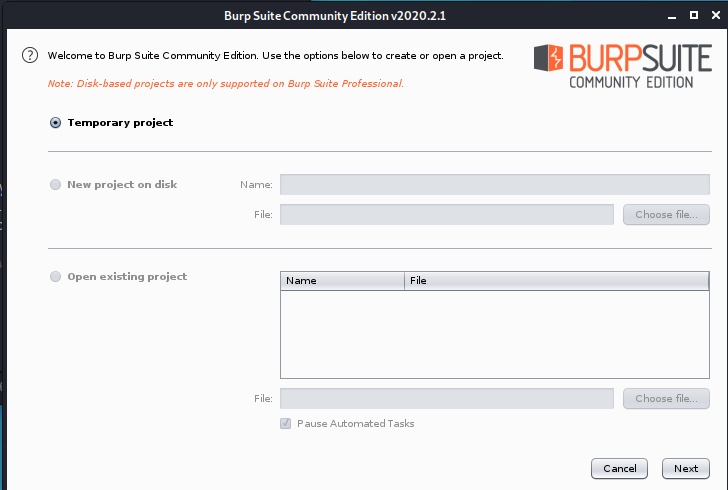 Burp Suite Community Edition v2020.2.1
? Welcome to Burp Suite Community Edition. Use the options below to create or open a project.
BURPSUITE
COMMUNITY EDITION
Note: Disk-based projects are only supported on Burp Suite Professional.
Temporary project
New project on disk Name:
File: Choose file...
Open existing project
Name File
File: Choose file...
Pause Automated Tasks
Cancel Next